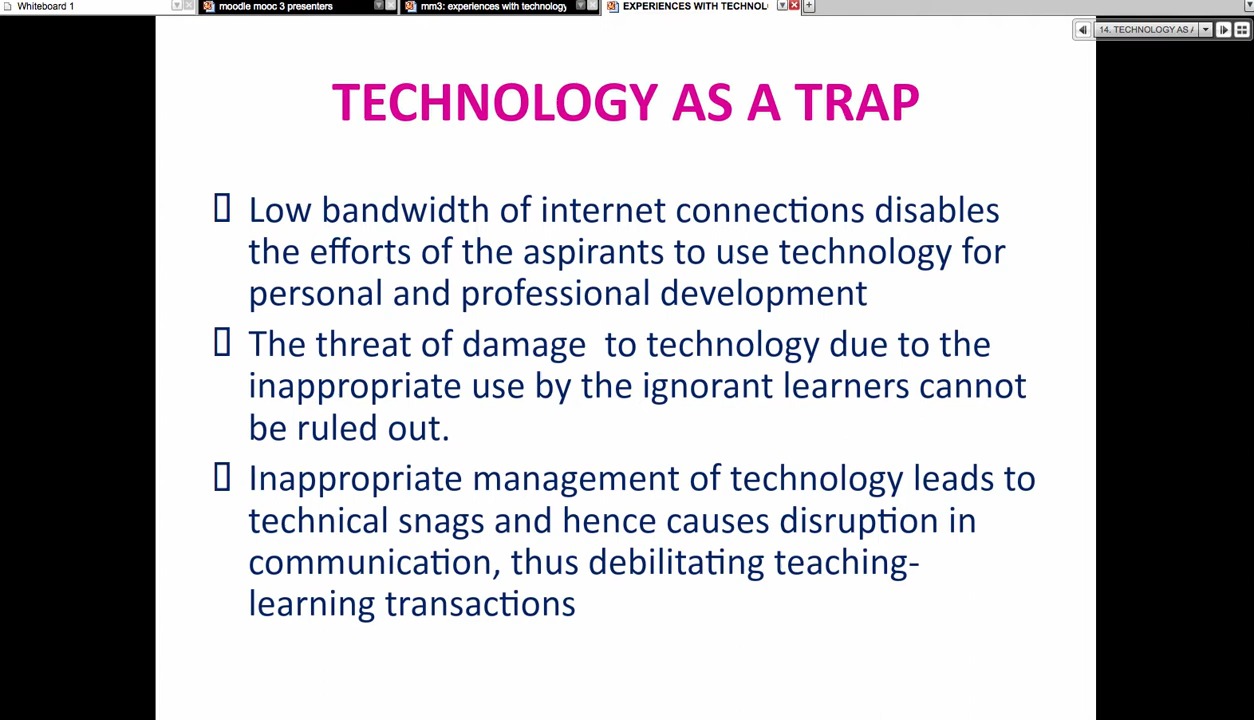 Whiteboard 1
moodle mooc 3 presenters
mm3: experiences with technology
EXPERIENCES WITH TECHNOL
14. TECHNOLOGY AS A
TECHNOLOGY AS A TRAP
Low bandwidth of internet connections disables
the efforts of the aspirants to use technology for
personal and professional development
The threat of damage  to technology due to the
inappropriate use by the ignorant learners cannot
be ruled out.
Inappropriate management of technology leads to
technical snags and hence causes disruption in
communication, thus debilitating teaching-
learning transactions